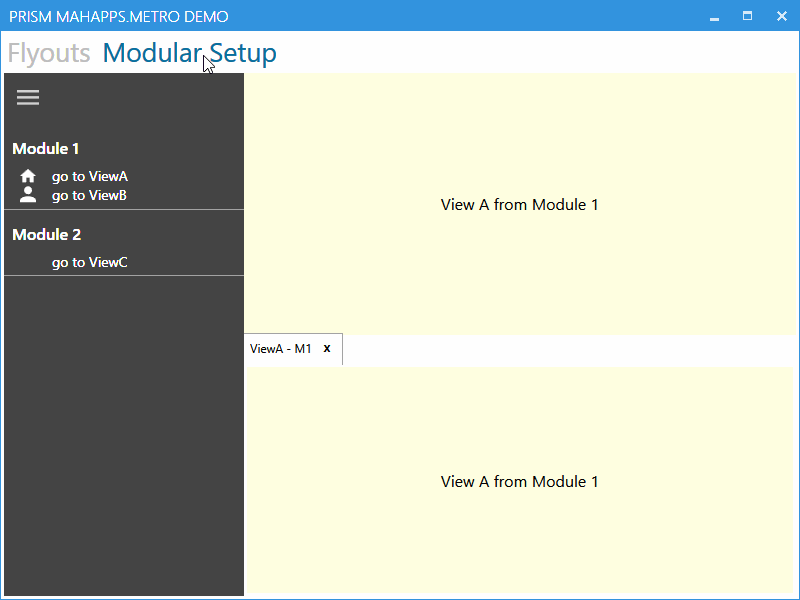 PRISM MAHAPPS.METRO DEMO
Flyouts Modular Setup
Module 1
go to ViewA
go to ViewB
Module 2
go to ViewC
View A from Module 1
ViewA - M1 x
View A from Module 1